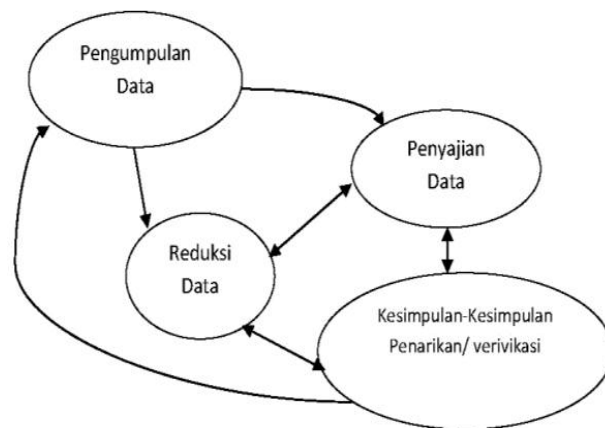 Pengumpulan
Data
Penyajian
Data
Reduksi
Data
Kesimpulan-Kesimpulan
Penarikan/ verivikasi